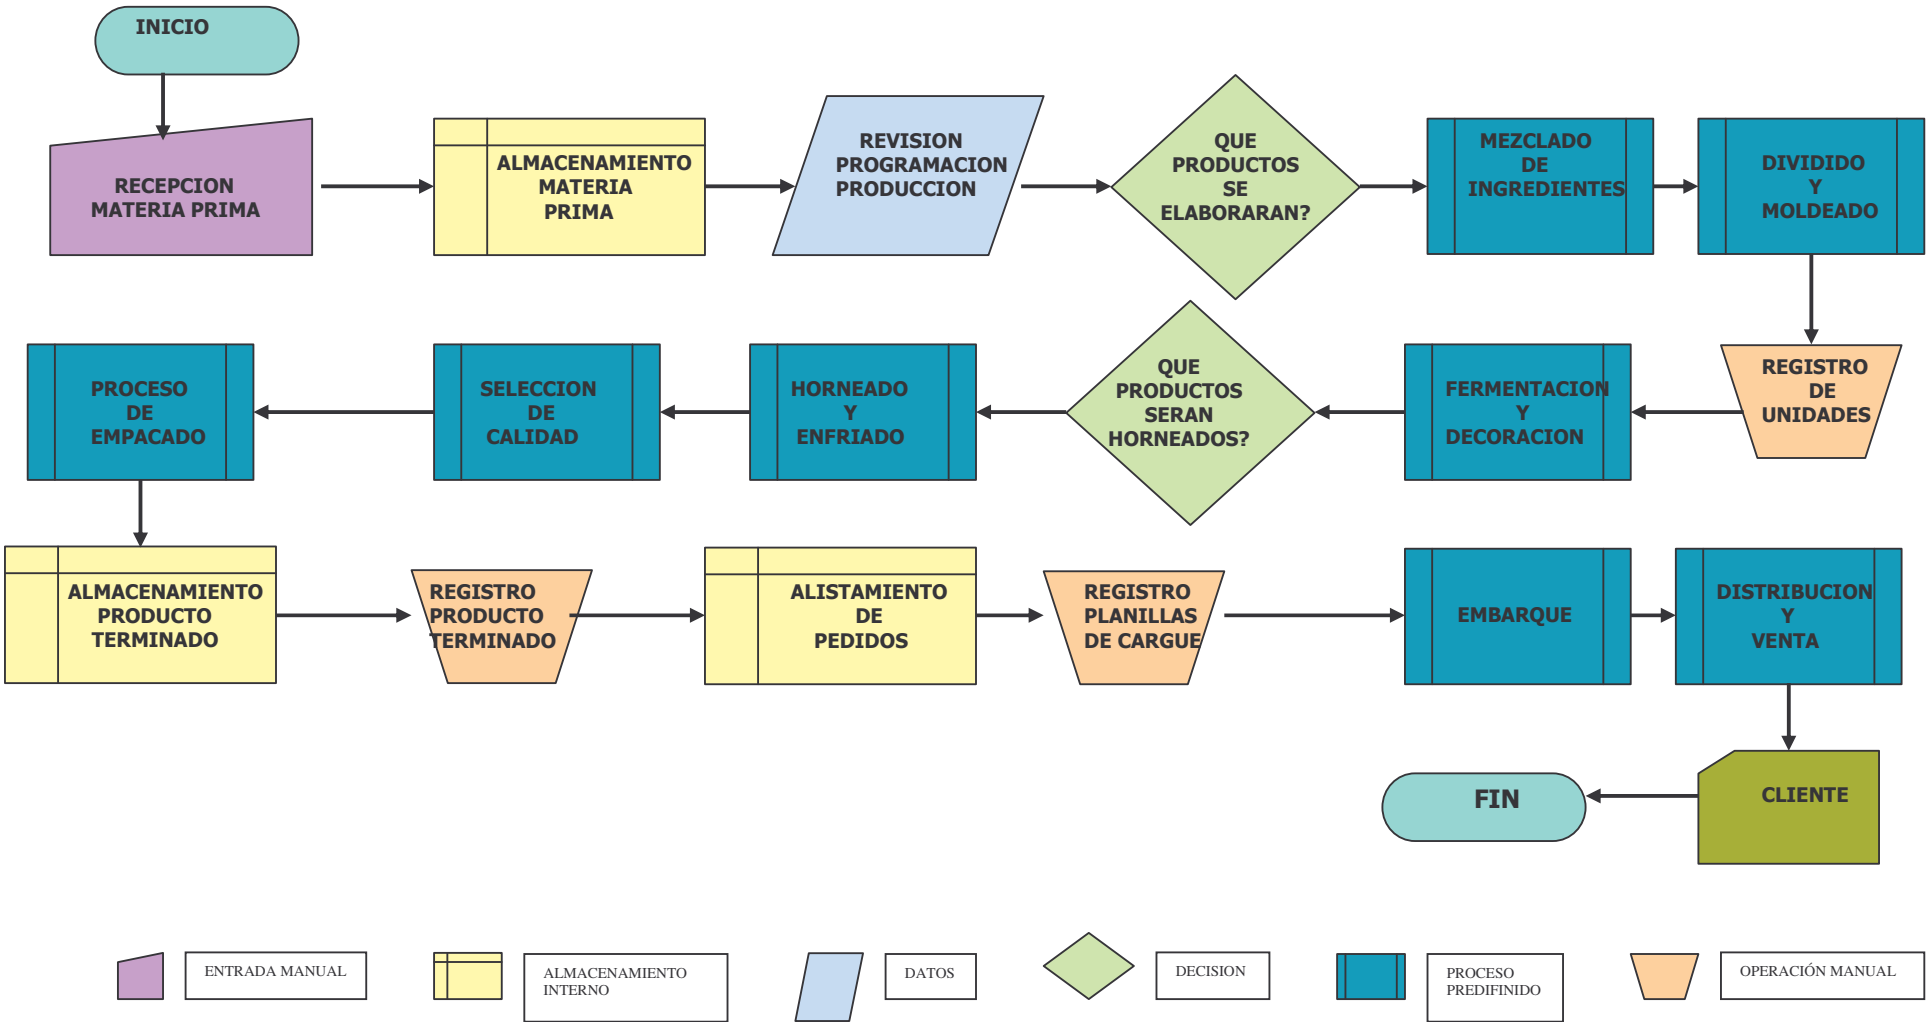 INICIO
RECEPCION
MATERIA PRIMA
ALMACENAMIENTO
MATERIA
PRIMA
REVISION
PROGRAMACION
PRODUCCION
QUE
PRODUCTOS
SE
ELABORARAN?
MEZCLADO
DE
INGREDIENTES
DIVIDIDO
Y
MOLDEADO
REGISTRO
DE
UNIDADES
FERMENTACION
Y
DECORACION
QUE
PRODUCTOS
SERAN
HORNEADOS?
HORNEADO
Y
ENFRIADO
SELECCION
DE
CALIDAD
PROCESO
DE
EMPACADO
ALMACENAMIENTO
PRODUCTO
TERMINADO
REGISTRO
PRODUCTO
TERMINADO
ALISTAMIENTO
DE
PEDIDOS
REGISTRO
PLANILLAS
DE CARGUE
EMBARQUE
DISTRIBUCION
Y
VENTA
CLIENTE
FIN
ENTRADA MANUAL
ALMACENAMIENTO
INTERNO
DATOS
DECISION
PROCESO
PREDIFINIDO
OPERACIÓN MANUAL